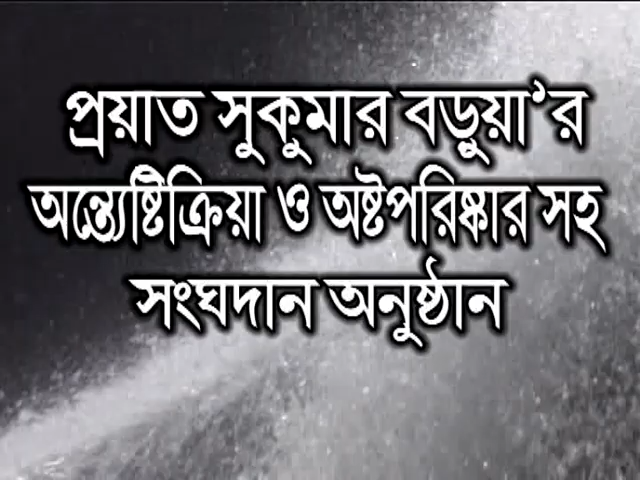 প্রয়াত সুকুমার বড়ুয়া’র
অন্ত্যেষ্টিক্রিয়া ও অষ্টপরিষ্কার সহ
সংঘদান অনুষ্ঠান